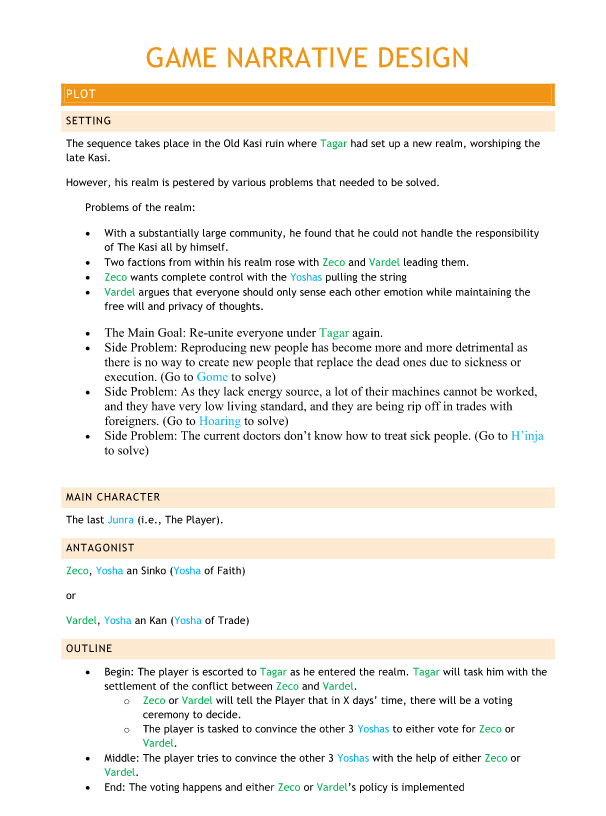 GAME NARRATIVE DESIGN
PLOT
SETTING
The sequence takes place in the Old Kasi ruin where Tagar had set up a new realm, worshiping the
late Kasi.
However, his realm is pestered by various problems that needed to be solved.
Problems of the realm:
• With a substantially large community, he found that he could not handle the responsibility
of The Kasi all by himself.
• Two factions from within his realm rose with Zeco and Vardel leading them.
• Zeco wants complete control with the Yoshas pulling the string
• Vardel argues that everyone should only sense each other emotion while maintaining the
free will and privacy of thoughts.
• The Main Goal: Re-unite everyone under Tagar again.
• Side Problem: Reproducing new people has become more and more detrimental as
there is no way to create new people that replace the dead ones due to sickness or
execution. (Go to Gome to solve)
• Side Problem: As they lack energy source, a lot of their machines cannot be worked,
and they have very low living standard, and they are being rip off in trades with
foreigners. (Go to Hoaring to solve)
• Side Problem: The current doctors don't know how to treat sick people. (Go to H'inja
to solve)
MAIN CHARACTER
The last Junra (i.e., The Player).
ANTAGONIST
Zeco, Yosha an Sinko (Yosha of Faith)
or
Vardel, Yosha an Kan (Yosha of Trade)
OUTLINE
• Begin: The player is escorted to Tagar as he entered the realm. Tagar will task him with the
settlement of the conflict between Zeco and Vardel.
o Zeco or Vardel will tell the Player that in X days' time, there will be a voting
ceremony to decide.
o The player is tasked to convince the other 3 Yoshas to either vote for Zeco or
Vardel.
• Middle: The player tries to convince the other 3 Yoshas with the help of either Zeco or
Vardel.
• End: The voting happens and either Zeco or Vardel's policy is implemented